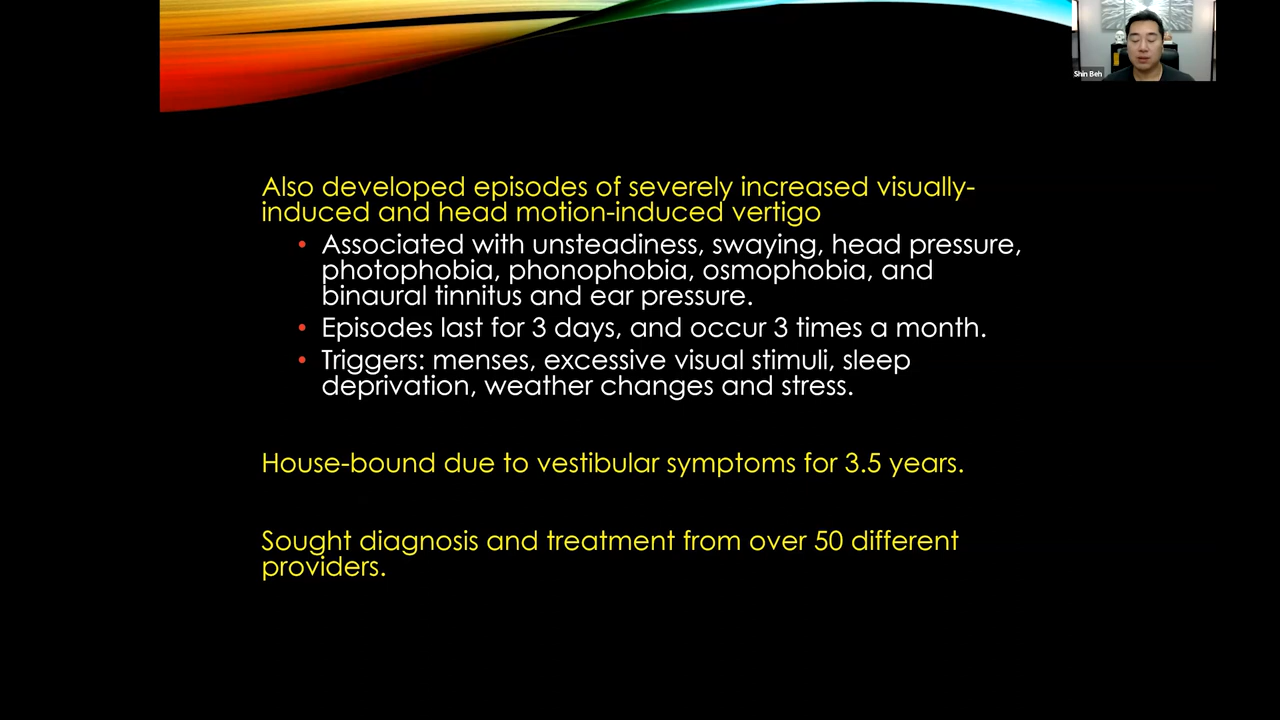 Shin Beh
Also developed episodes of severely increased visually-
induced and head motion-induced vertigo
• Associated with unsteadiness, swaying, head pressure,
photophobia, phonophobia, osmophobia, and
binaural tinnitus and ear pressure.
• Episodes last for 3 days, and occur 3 times a month.
• Triggers: menses, excessive visual stimuli, sleep
deprivation, weather changes and stress.
House-bound due to vestibular symptoms for 3.5 years.
Sought diagnosis and treatment from over 50 different
providers.